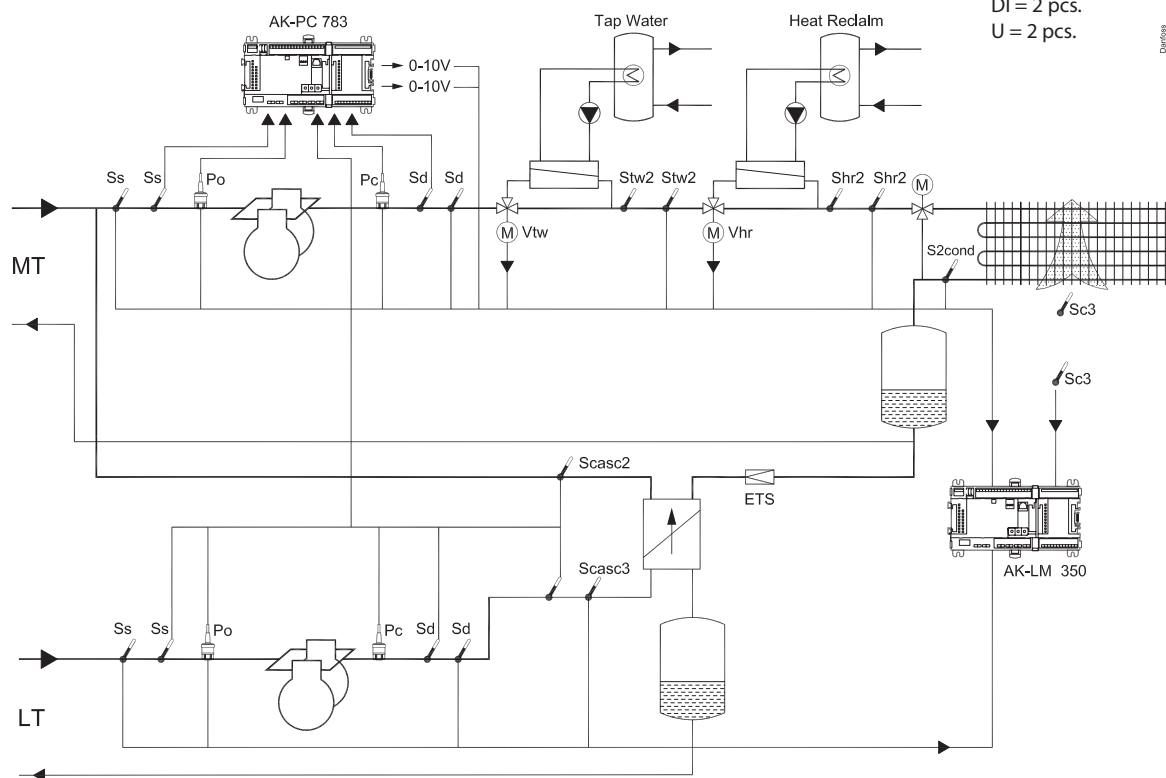 DI = 2 pcs.
U = 2 pcs.
Danfoss
AK-PC 783
Tap Water
Heat Reclalm
0-10V
0-10V
Ss
Ss
Po
Pc
Sd
Sd
Stw2
Stw2
Shr2
Shr2
M
M
Vtw
M
Vhr
MT
S2cond
Sc3
Sc3
Scasc2
ETS
AK-LM 350
Scasc3
Ss
Ss
Po
Pc
Sd
Sd
LT